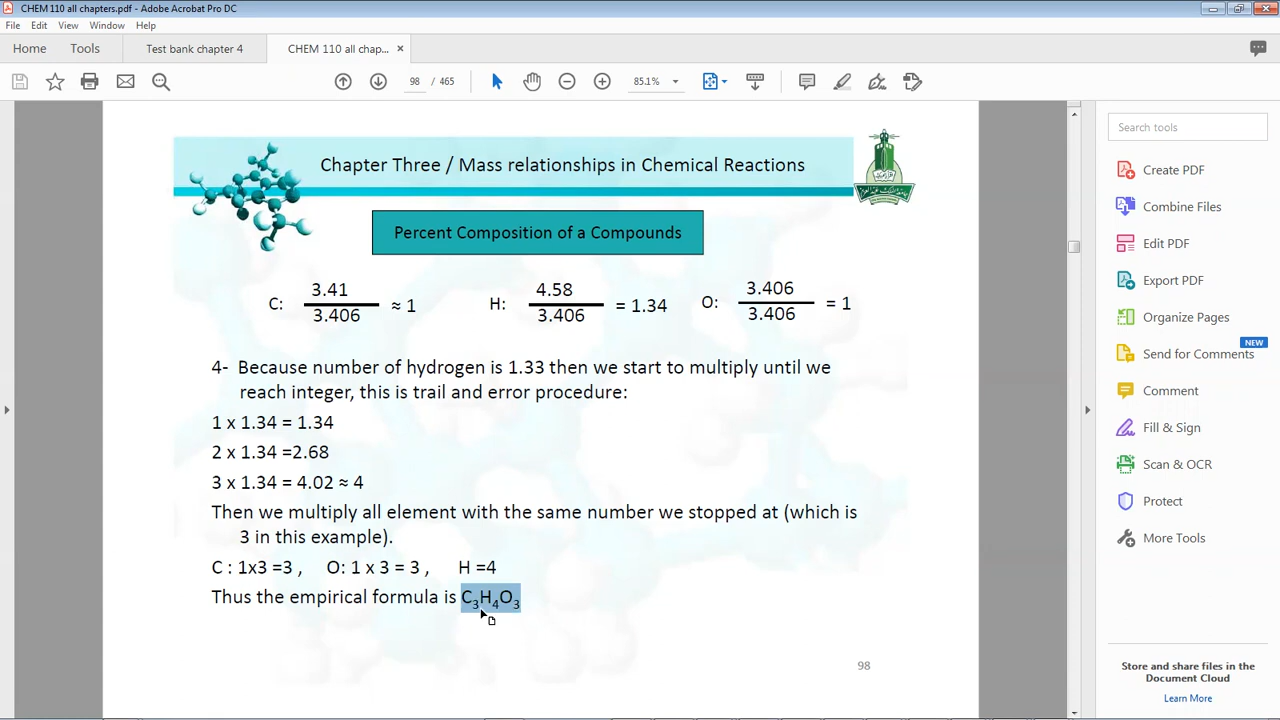 CHEM 110 all chapters.pdf - Adobe Acrobat Pro DC
File Edit View Window Help
Home Tools Test bank chapter 4 CHEM 110 all chap... ×
98 / 465 85.1%
Chapter Three / Mass relationships in Chemical Reactions
Percent Composition of a Compounds
C: 3.41 / 3.406 ≈ 1 H: 4.58 / 3.406 = 1.34 O: 3.406 / 3.406 = 1
4- Because number of hydrogen is 1.33 then we start to multiply until we
reach integer, this is trail and error procedure:
1 x 1.34 = 1.34
2 x 1.34 =2.68
3 x 1.34 = 4.02 ≈ 4
Then we multiply all element with the same number we stopped at (which is
3 in this example).
C : 1x3 =3 , O: 1 x 3 = 3 , H =4
Thus the empirical formula is C₃H₄O₃
98
Search tools
Create PDF
Combine Files
Edit PDF
Export PDF
Organize Pages
NEW
Send for Comments
Comment
Fill & Sign
Scan & OCR
Protect
More Tools
Store and share files in the
Document Cloud
Learn More